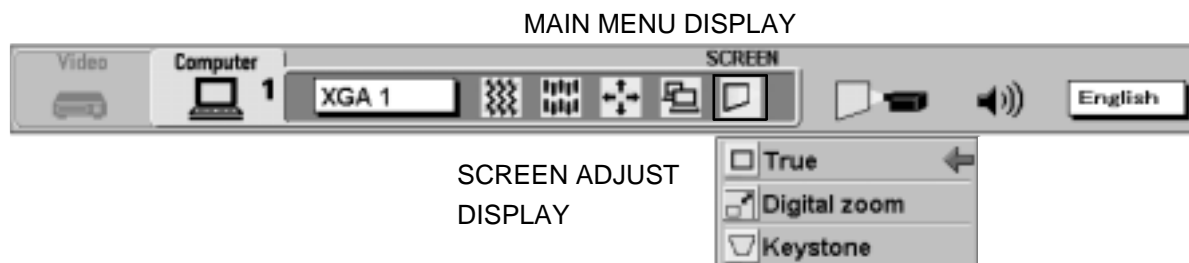 MAIN MENU DISPLAY
Video
Computer
SCREEN
1
XGA 1
English
SCREEN ADJUST
DISPLAY
True
Digital zoom
Keystone